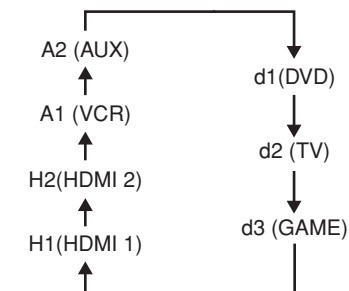 A2 (AUX)
A1 (VCR)
H2(HDMI 2)
H1(HDMI 1)
d1(DVD)
d2 (TV)
d3 (GAME)